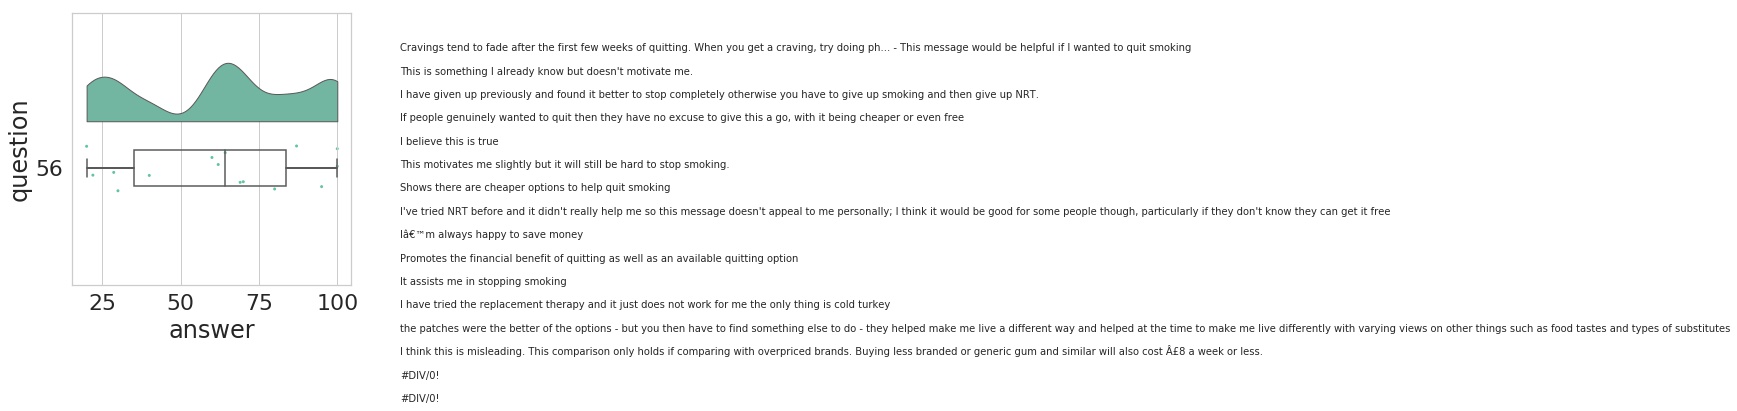 question
56
25 50 75 100
answer
Cravings tend to fade after the first few weeks of quitting. When you get a craving, try doing ph... - This message would be helpful if I wanted to quit smoking
This is something I already know but doesn't motivate me.
I have given up previously and found it better to stop completely otherwise you have to give up smoking and then give up NRT.
If people genuinely wanted to quit then they have no excuse to give this a go, with it being cheaper or even free
I believe this is true
This motivates me slightly but it will still be hard to stop smoking.
Shows there are cheaper options to help quit smoking
I've tried NRT before and it didn't really help me so this message doesn't appeal to me personally; I think it would be good for some people though, particularly if they don't know they can get it free
Iâ€™m always happy to save money
Promotes the financial benefit of quitting as well as an available quitting option
It assists me in stopping smoking
I have tried the replacement therapy and it just does not work for me the only thing is cold turkey
the patches were the better of the options - but you then have to find something else to do - they helped make me live a different way and helped at the time to make me live differently with varying views on other things such as food tastes and types of substitutes
I think this is misleading. This comparison only holds if comparing with overpriced brands. Buying less branded or generic gum and similar will also cost Â£8 a week or less.
#DIV/0!
#DIV/0!